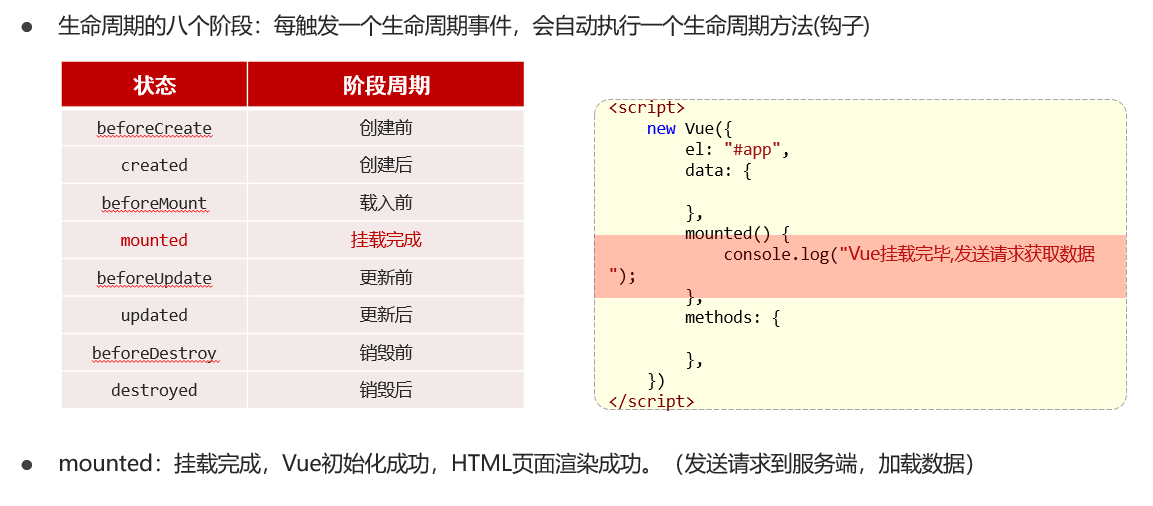 ● 生命周期的八个阶段：每触发一个生命周期事件，会自动执行一个生命周期方法(钩子)
状态 阶段周期
beforeCreate 创建前
created 创建后
beforeMount 载入前
mounted 挂载完成
beforeUpdate 更新前
updated 更新后
beforeDestroy 销毁前
destroyed 销毁后
<script>
new Vue({
el: "#app",
data: {
},
mounted() {
console.log("Vue挂载完毕,发送请求获取数据
");
},
methods: {
},
})
</script>
● mounted：挂载完成，Vue初始化成功，HTML页面渲染成功。（发送请求到服务端，加载数据）